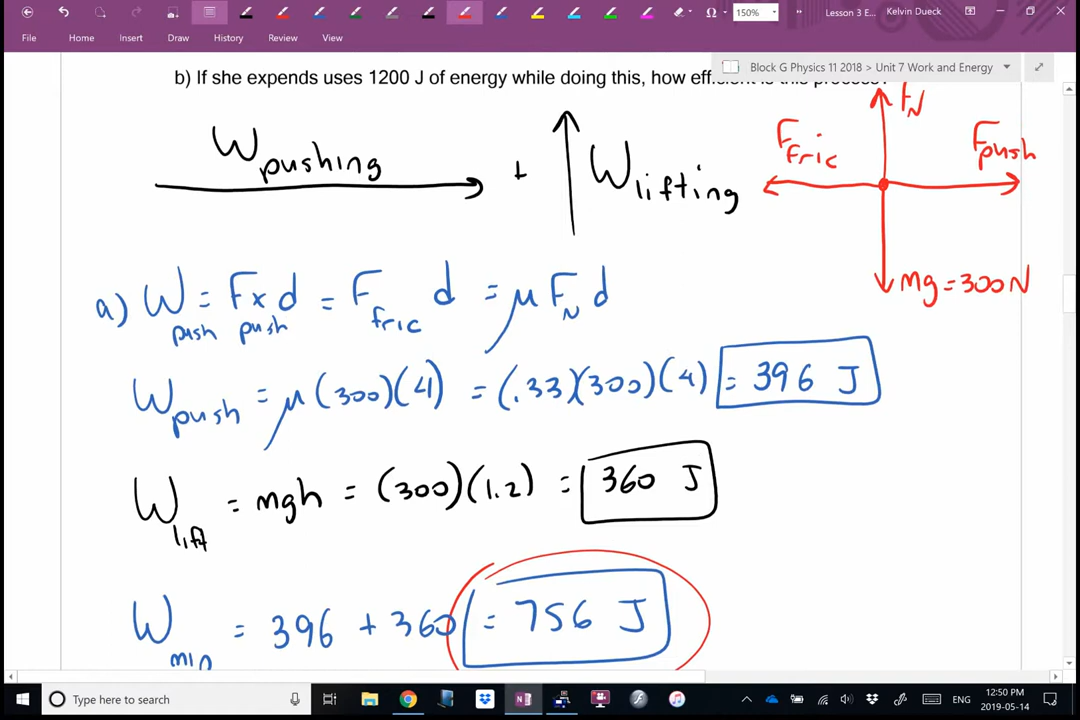 150%
Lesson 3 E...
Kelvin Dueck
File Home Insert Draw History Review View
b) If she expends uses 1200 J of energy while doing this, how
Block G Physics 11 2018 > Unit 7 Work and Energy
W pushing + W lifting
F fric F_N F push
mg = 300 N
a) W push = F push x d = F fric d = μ F_N d
W push = μ (300)(4) = (.33)(300)(4) = 396 J
W lift = mgh = (300)(1.2) = 360 J
W min = 396 + 360 = 756 J
Type here to search
ENG
12:50 PM
2019-05-14